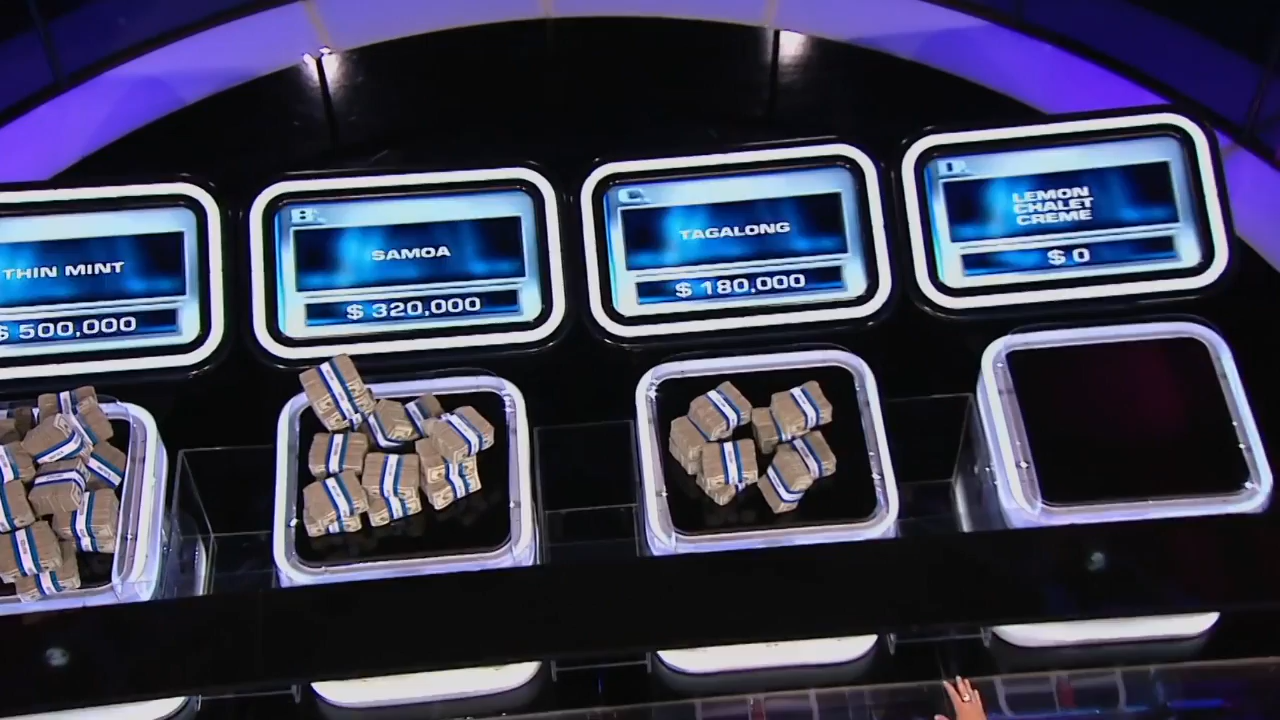 THIN MINT
$ 500,000
B
SAMOA
$ 320,000
C
TAGALONG
$ 180,000
D
LEMON
CHALET
CREME
$ 0